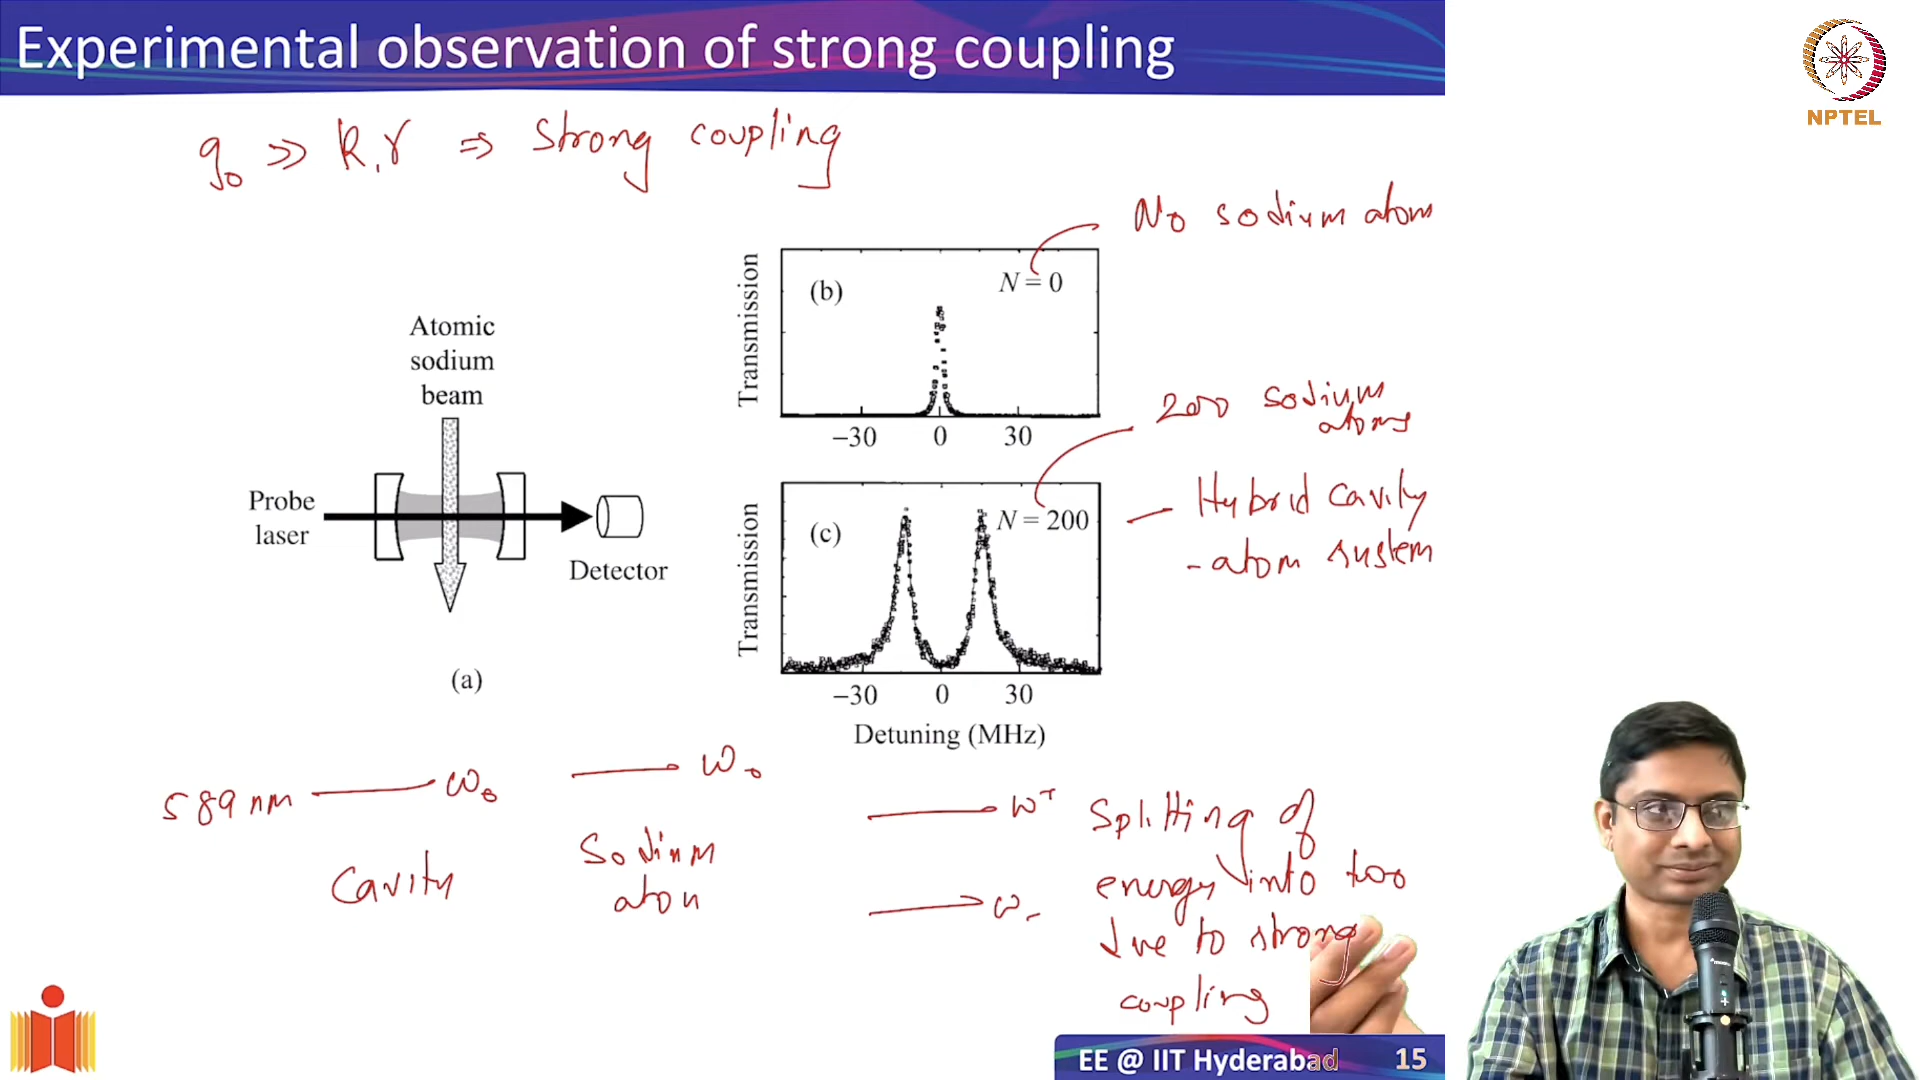 Experimental observation of strong coupling
NPTEL
g₀ >> K, γ ⇒ Strong coupling
No sodium atom
Transmission
(b)
N = 0
−30 0 30
Atomic
sodium
beam
Probe
laser
Detector
(a)
200 sodium
atoms
Transmission
(c)
N = 200
−30 0 30
Detuning (MHz)
Hybrid cavity
- atom system
589 nm
ω₀
Cavity
ω₀
Sodium
atom
ω+
ω-
Splitting of
energy into two
due to strong
coupling
EE @ IIT Hyderabad 15